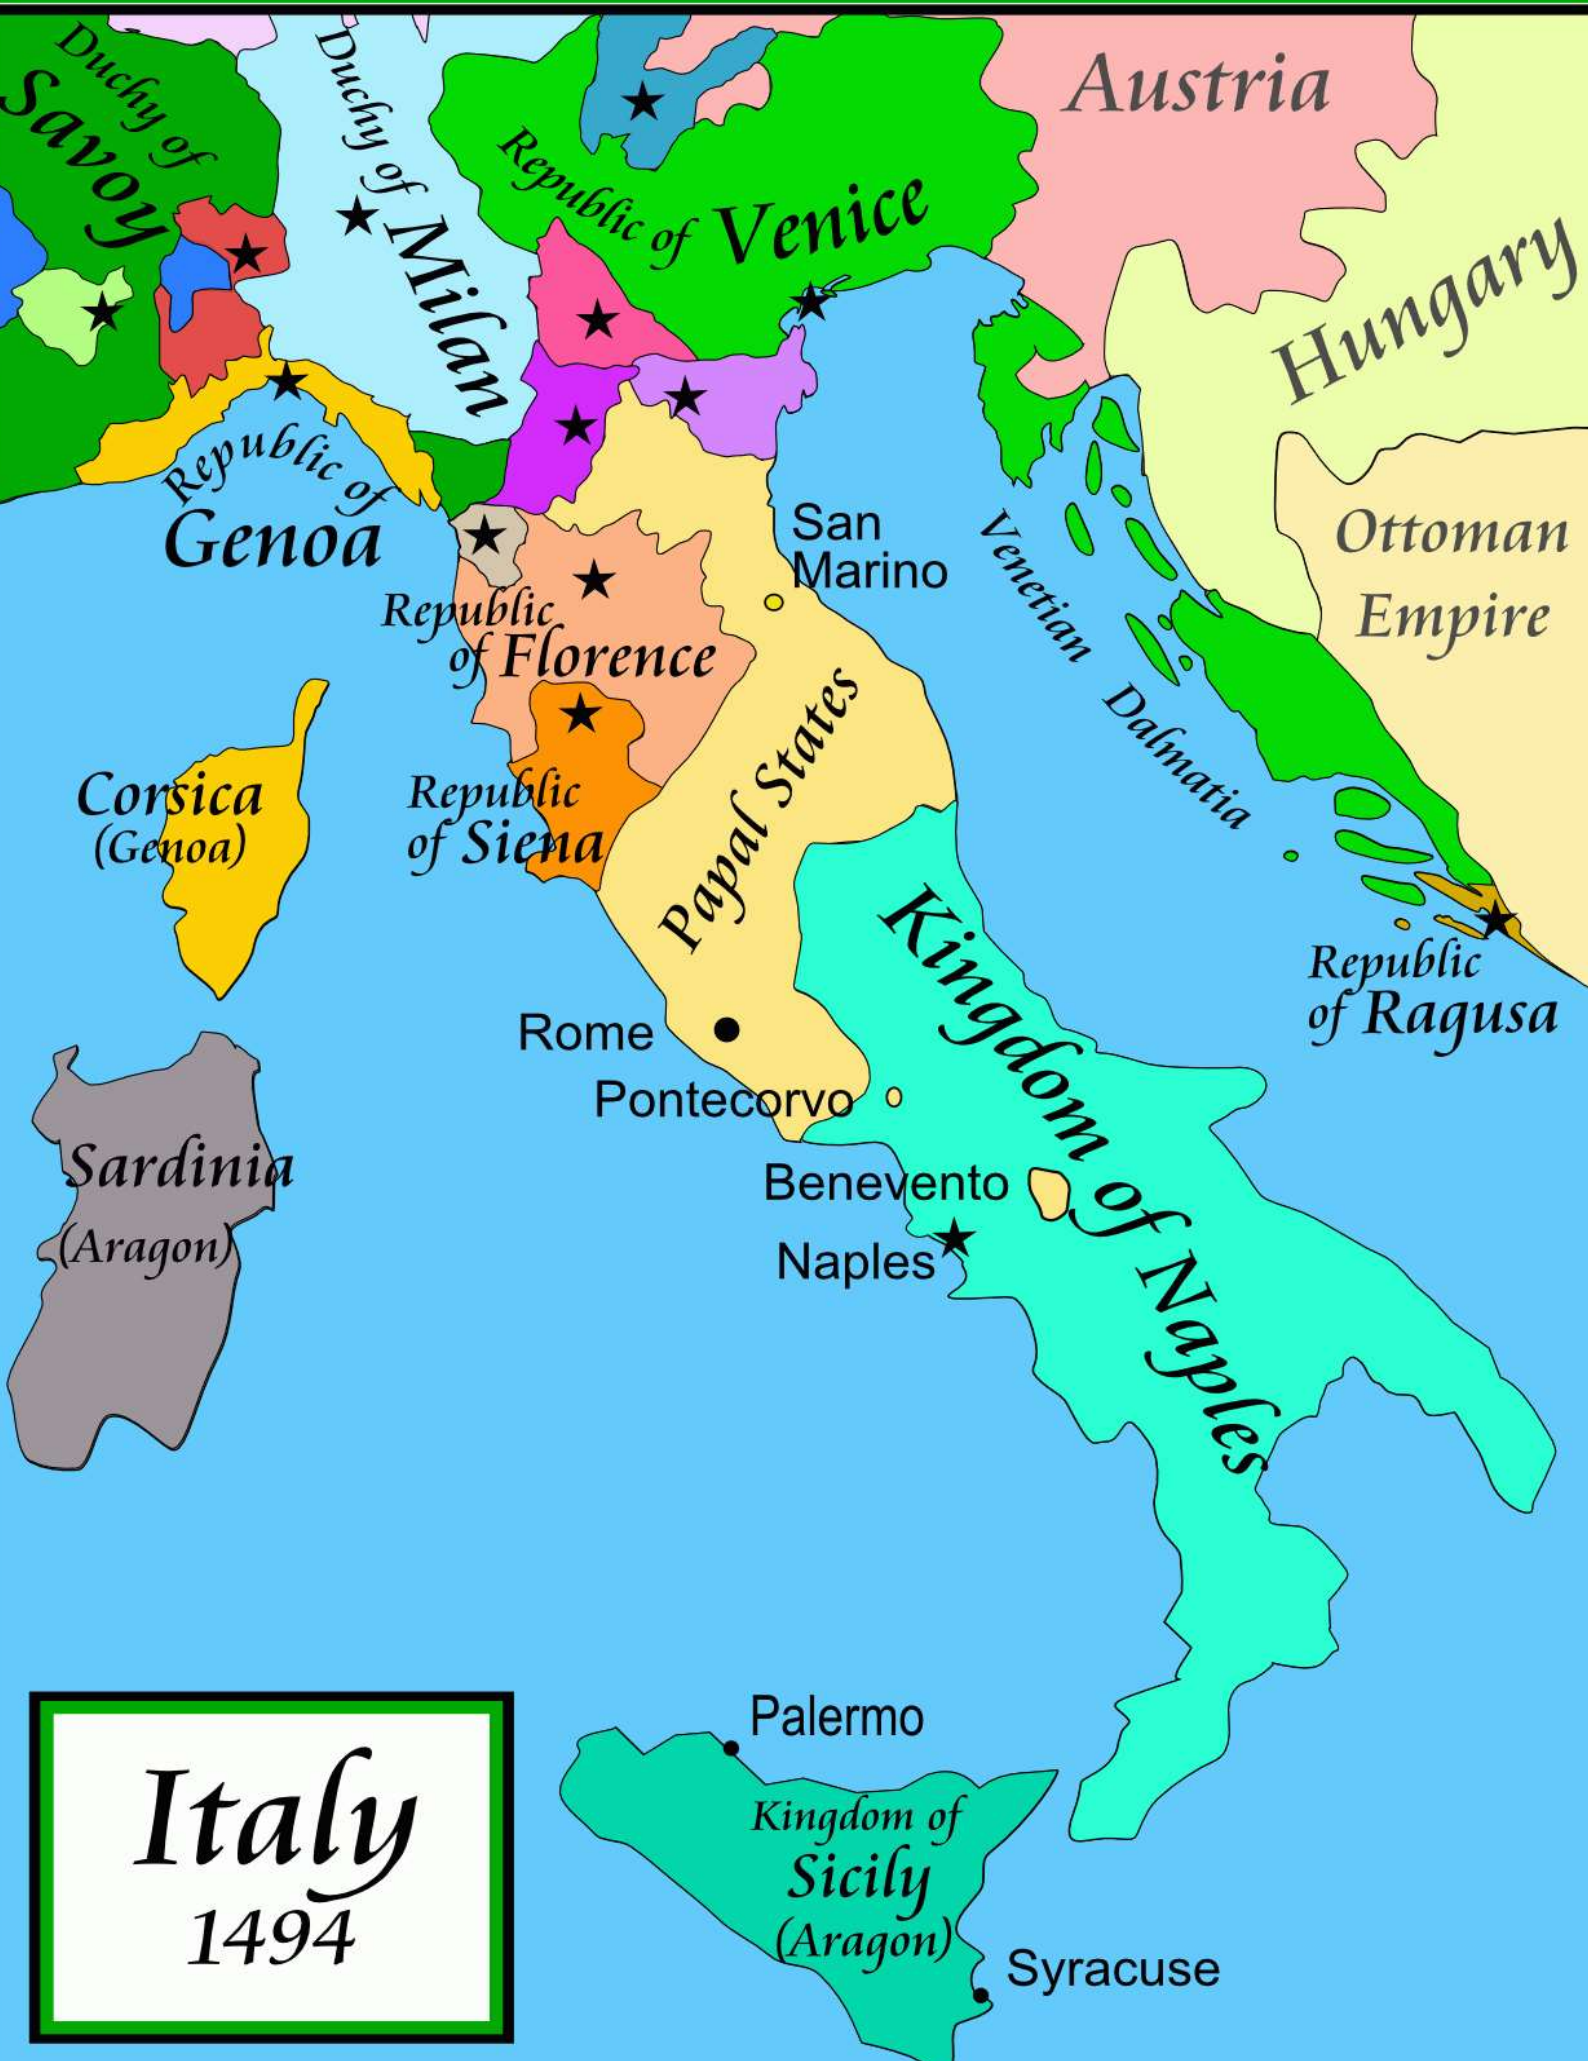 Duchy of
Savoy
Duchy of
Milan
Republic of Venice
Austria
Hungary
Republic of
Genoa
San
Marino
Venetian
Dalmatia
Ottoman
Empire
Republic
of Florence
Corsica
(Genoa)
Republic
of Siena
Papal States
Kingdom of Naples
Republic
of Ragusa
Rome
Pontecorvo
Sardinia
(Aragon)
Benevento
Naples
Palermo
Kingdom of
Sicily
(Aragon)
Syracuse
Italy
1494